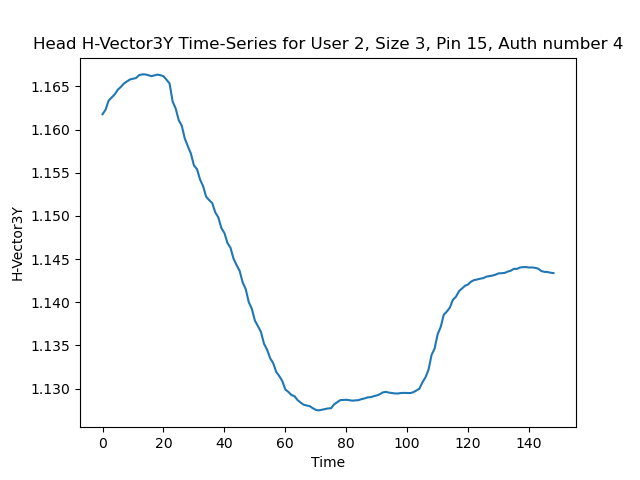 Head H-Vector3Y Time-Series for User 2, Size 3, Pin 15, Auth number 4
1.165
1.160
1.155
1.150
1.145
1.140
1.135
1.130
H-Vector3Y
0 20 40 60 80 100 120 140
Time